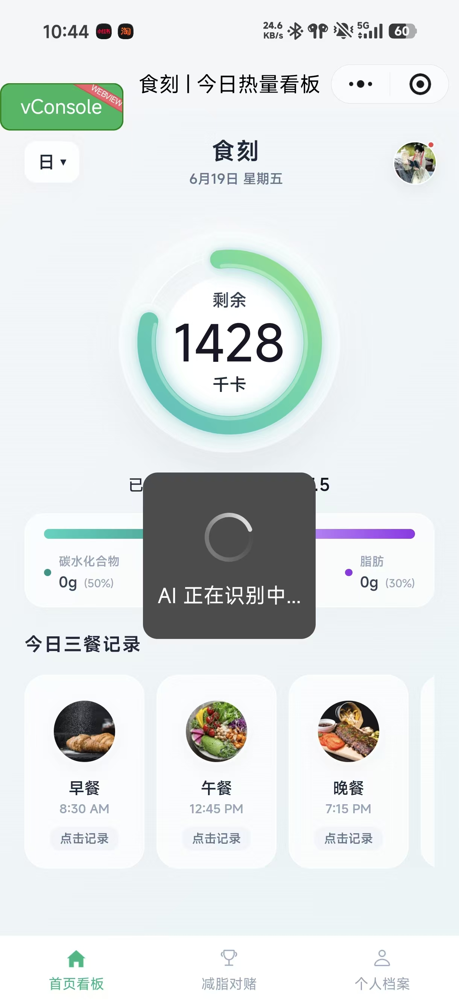 10:44 小红书 淘 24.6 KB/s 5G 60
食刻 | 今日热量看板
vConsole WEBVIEW
日 ▾
食刻
6月19日 星期五
剩余
1428
千卡
已 .5
AI 正在识别中...
碳水化合物 脂肪
0g (50%) 0g (30%)
今日三餐记录
早餐 午餐 晚餐
8:30 AM 12:45 PM 7:15 PM
点击记录 点击记录 点击记录
首页看板 减脂对赌 个人档案